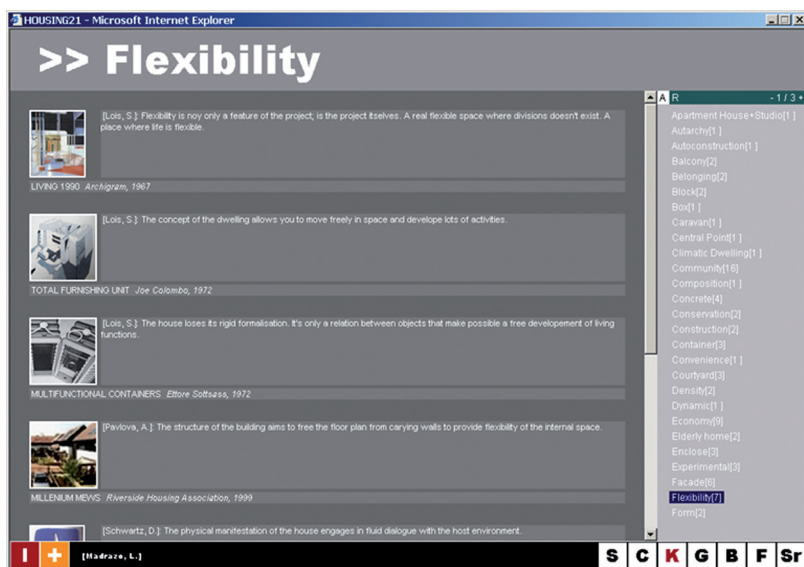 HOUSING21 - Microsoft Internet Explorer
>> Flexibility
[Lois, S.]: Flexibility is noy only a feature of the project; is the project itselves. A real flexible space where divisions doesn't exist. A
place where life is flexible.
LIVING 1990 Archigram, 1967
[Lois, S.]: The concept of the dwelling allows you to move freely in space and develope lots of activities.
TOTAL FURNISHING UNIT Joe Colombo, 1972
[Lois, S.]: The house loses its rigid formalisation. It's only a relation between objects that make possible a free developement of living
functions.
MULTIFUNCTIONAL CONTAINERS Ettore Sottsass, 1972
[Pavlova, A.]: The structure of the building aims to free the floor plan from carying walls to provide flexibility of the internal space.
MILLENIUM MEWS Riverside Housing Association, 1999
[Schwartz, D.]: The physical manifestation of the house engages in fluid dialogue with the host environment.
A R - 1 / 3 +
Apartment House+Studio[1 ]
Autarchy[1 ]
Autoconstruction[1 ]
Balcony[2]
Belonging[2]
Block[2]
Box[1 ]
Caravan[1 ]
Central Point[1 ]
Climatic Dwelling[1 ]
Community[16]
Composition[1 ]
Concrete[4]
Conservation[2]
Construction[2]
Container[3]
Convenience[1 ]
Courtyard[3]
Density[2]
Dynamic[1 ]
Economy[9]
Elderly home[2]
Enclose[3]
Experimental[3]
Facade[6]
Flexibility[7]
Form[2]
I + [Madrazo, L.] S C K G B F Sr